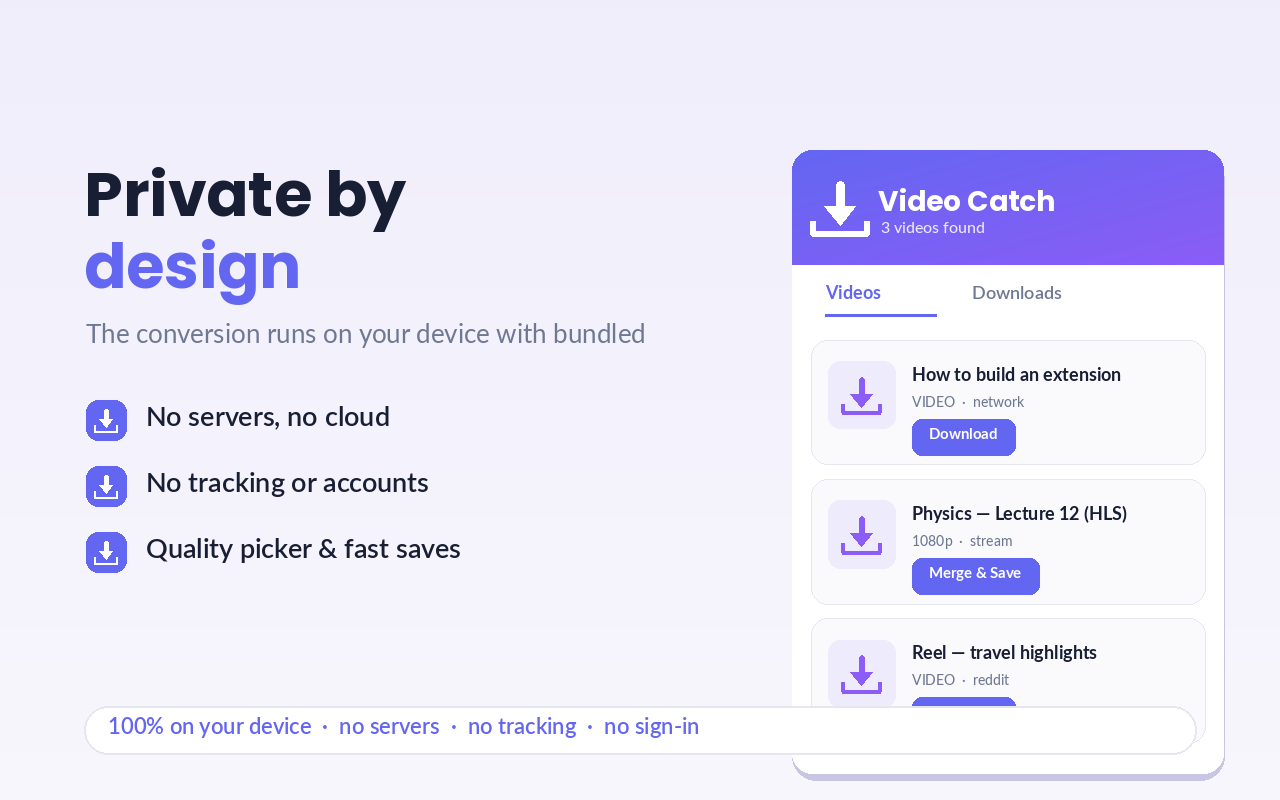 Private by
design
The conversion runs on your device with bundled
No servers, no cloud
No tracking or accounts
Quality picker & fast saves
100% on your device · no servers · no tracking · no sign-in
Video Catch
3 videos found
Videos
Downloads
How to build an extension
VIDEO · network
Download
Physics — Lecture 12 (HLS)
1080p · stream
Merge & Save
Reel — travel highlights
VIDEO · reddit